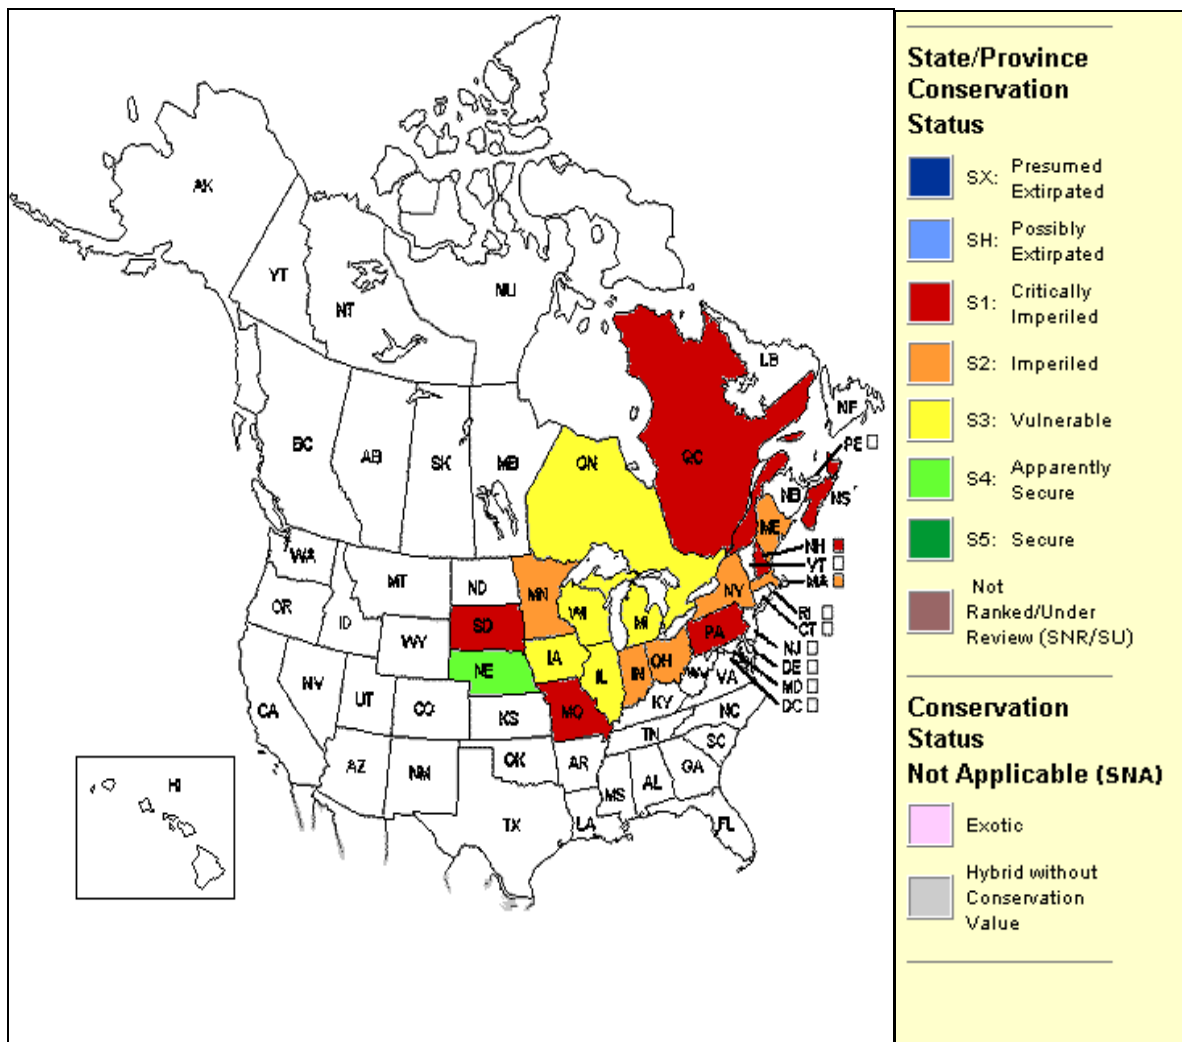 AK
YT
NT
NU
BC
AB
SK
MB
ON
QC
LB
NF
PE
NB
NS
ME
NH
VT
MA
RI
CT
NJ
DE
MD
DC
WA
MT
ND
MN
OR
ID
WY
SD
WI
MI
NY
PA
NE
IA
IL
IN
OH
WV
VA
NV
UT
CO
KS
MO
KY
CA
NC
TN
SC
AZ
NM
OK
AR
MS
AL
GA
TX
LA
FL
HI
State/Province
Conservation
Status
SX: Presumed
Extirpated
SH: Possibly
Extirpated
S1: Critically
Imperiled
S2: Imperiled
S3: Vulnerable
S4: Apparently
Secure
S5: Secure
Not
Ranked/Under
Review (SNR/SU)
Conservation
Status
Not Applicable (SNA)
Exotic
Hybrid without
Conservation
Value